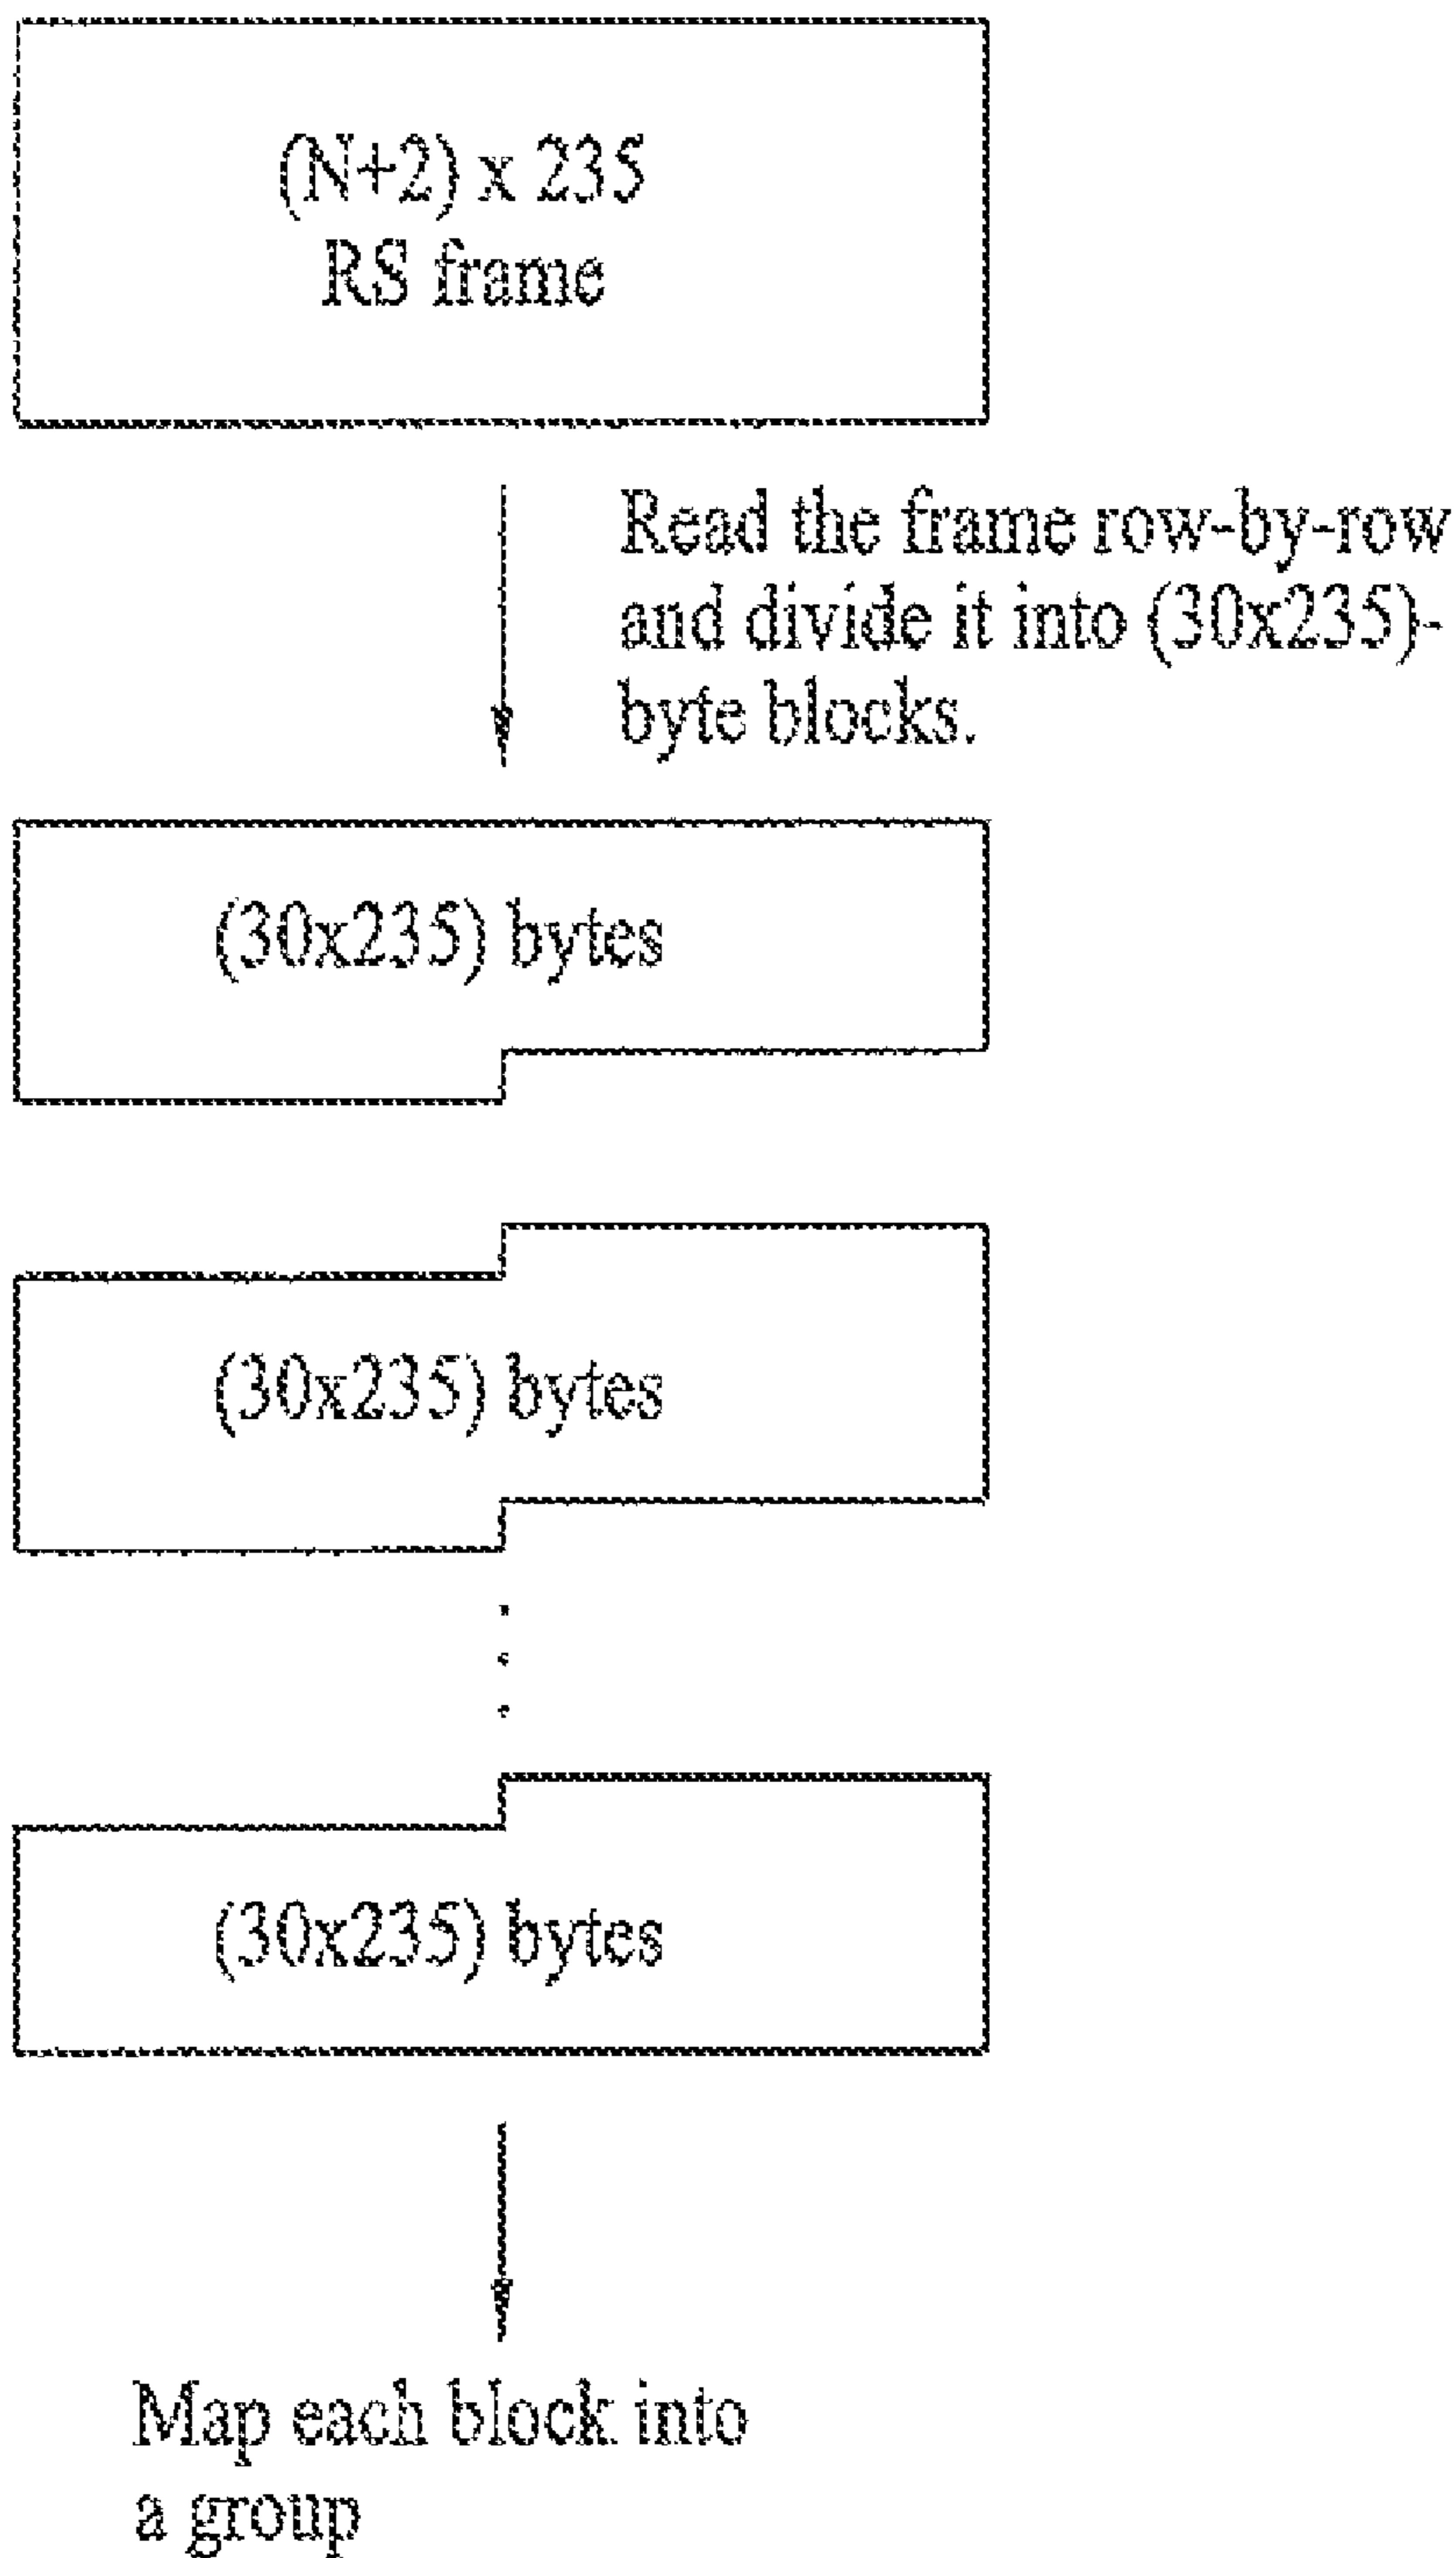 (N+2) x 235
RS frame
Read the frame row-by-row
and divide it into (30x235)-
byte blocks.
(30x235) bytes
(30x235) bytes
(30x235) bytes
Map each block into
a group